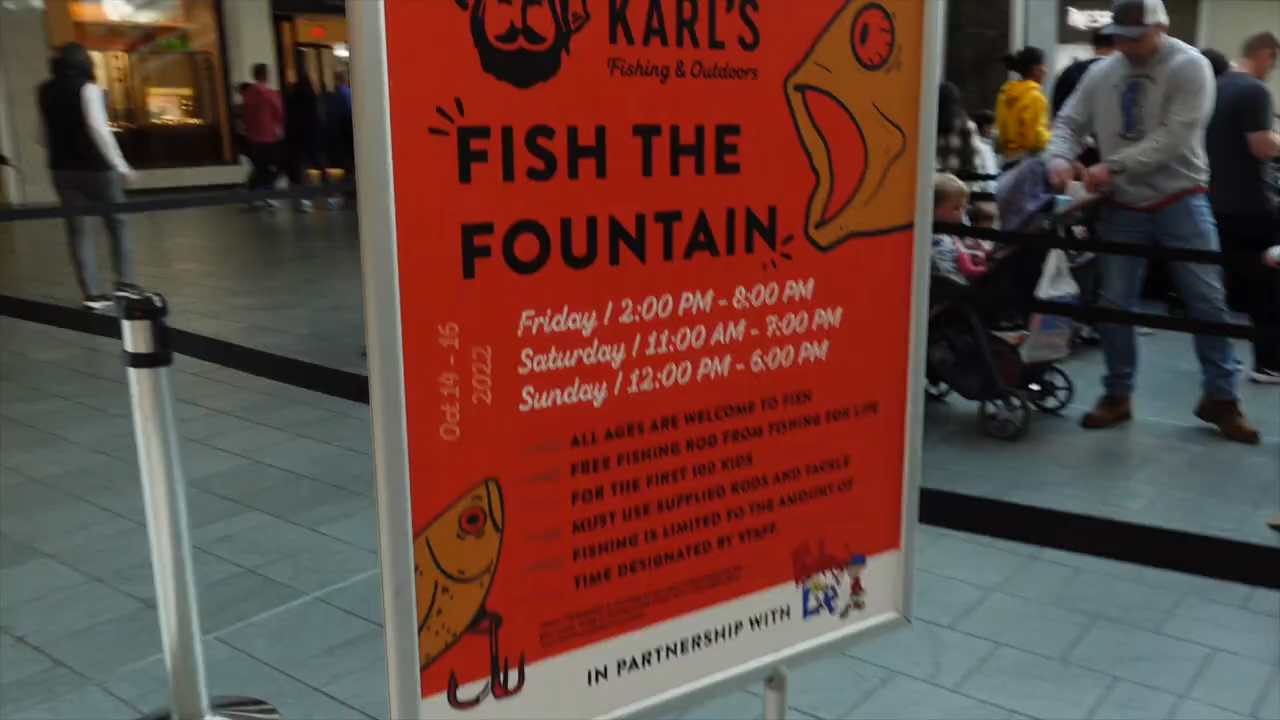 KARL'S
Fishing & Outdoors
FISH THE
FOUNTAIN
Oct 14 - 16
2022
Friday / 2:00 PM - 8:00 PM
Saturday / 11:00 AM - 7:00 PM
Sunday / 12:00 PM - 6:00 PM
ALL AGES ARE WELCOME TO FISH
FREE FISHING ROD FROM FISHING FOR LIFE
FOR THE FIRST 100 KIDS
MUST USE SUPPLIED RODS AND TACKLE
FISHING IS LIMITED TO THE AMOUNT OF
TIME DESIGNATED BY STAFF.
IN PARTNERSHIP WITH